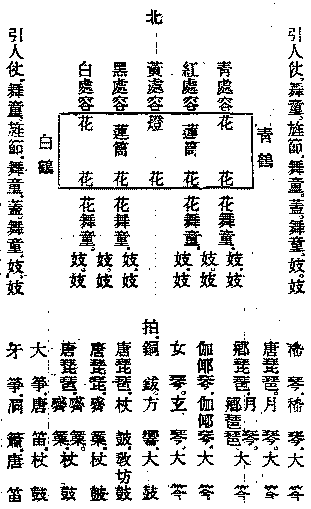 北
引人仗.舞童.旌節.舞童.蓋.舞童.妓.妓
青鶴
青處容 花 花 花舞童.妓.妓
紅處容 蓮筒 花 花舞童.妓.妓
黃處容 燈 花
黑處容 蓮筒 花 花舞童.妓.妓
白處容 花 花 花舞童.妓.妓
白鶴
引人仗.舞童.旌節.舞童.蓋.舞童.妓.妓
琴 琴.大笒
唐琵琶.月琴.大笒
鄕琵琶.月 鄕琵琶.大笒
伽倻琴.伽倻琴.大笒
女琴.玄琴.大笒
拍.銅鈸.方響.大鼓
唐琵琶.杖鼓.敎坊鼓
唐琵琶.觱篥.杖鼓
唐琵琶.觱篥.觱篥.杖鼓
大箏.唐笛.杖鼓
牙箏.洞簫.唐笛